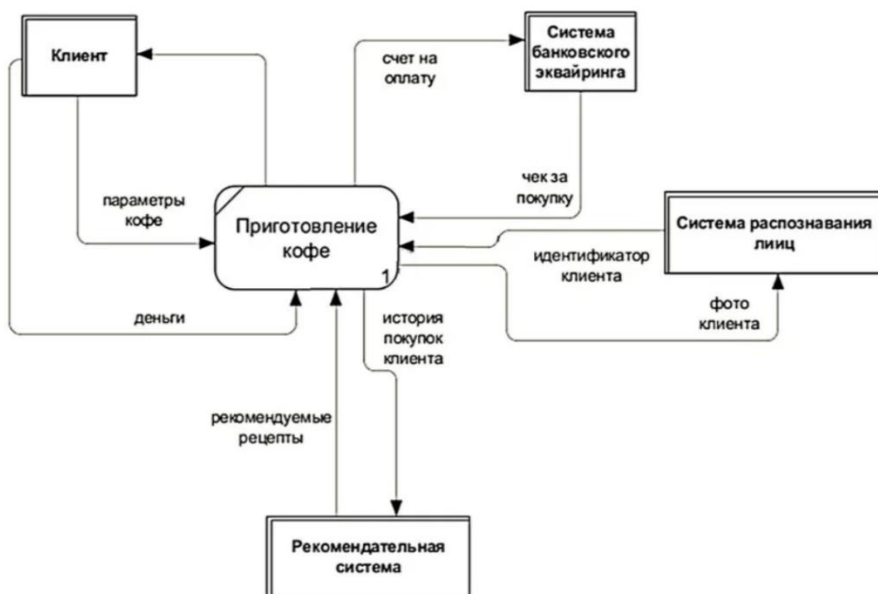 Клиент
счет на
оплату
Система
банковского
эквайринга
параметры
кофе
Приготовление
кофе
1
чек за
покупку
Система распознавания
лииц
идентификатор
клиента
фото
клиента
деньги
история
покупок
клиента
рекомендуемые
рецепты
Рекомендательная
система